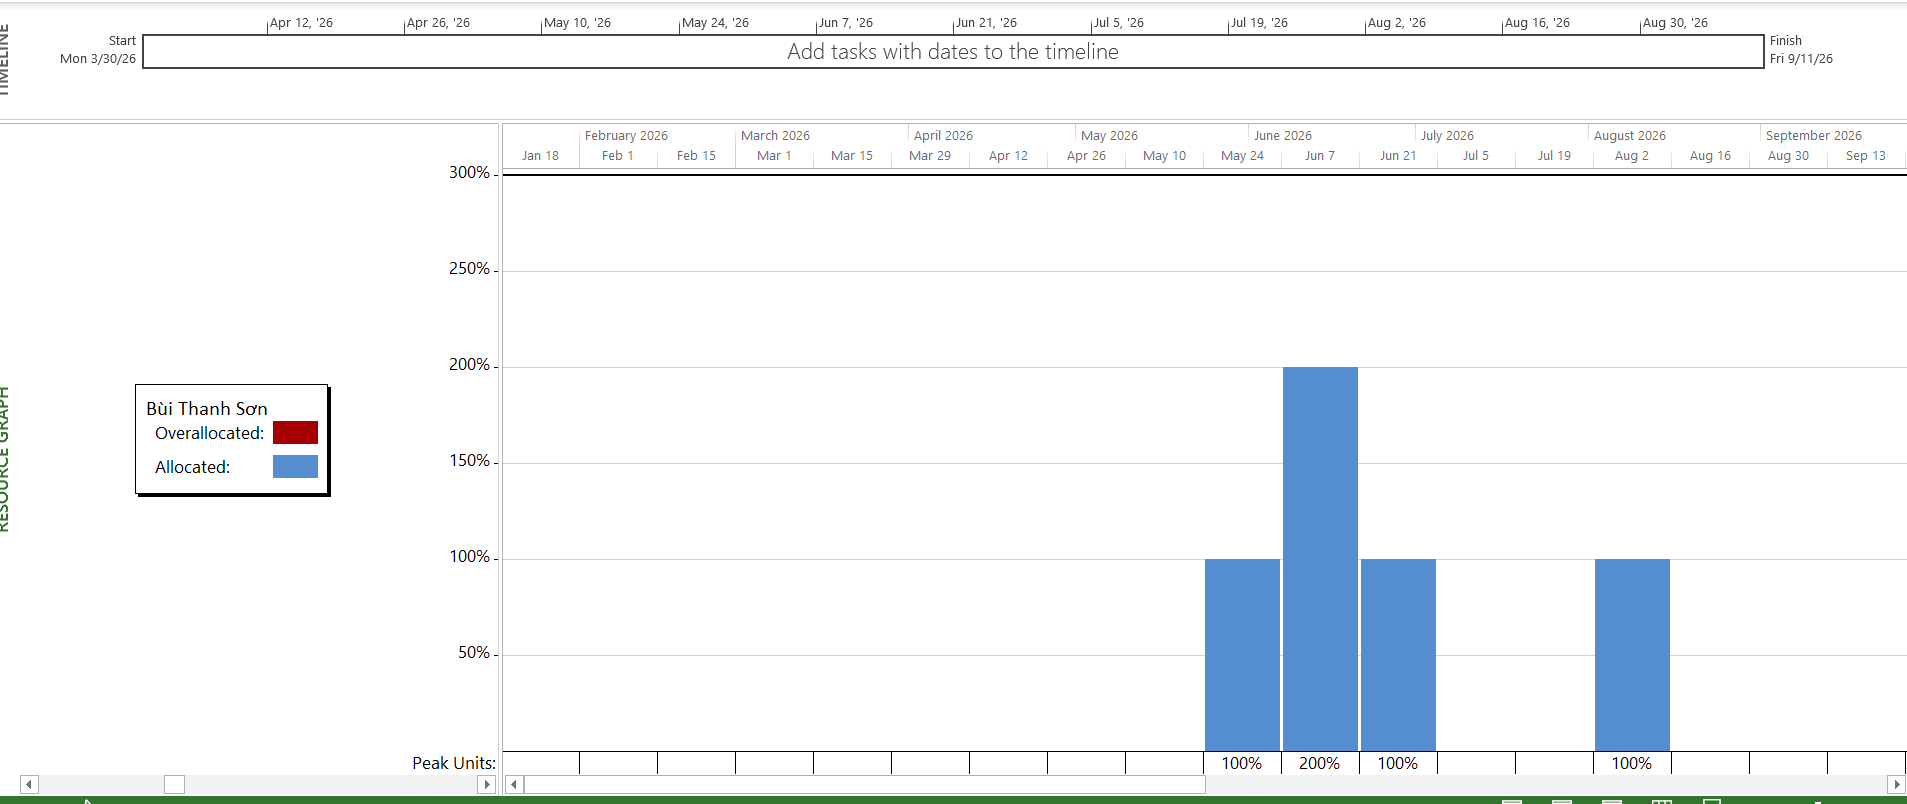 TIMELINE
Apr 12, '26 Apr 26, '26 May 10, '26 May 24, '26 Jun 7, '26 Jun 21, '26 Jul 5, '26 Jul 19, '26 Aug 2, '26 Aug 16, '26 Aug 30, '26
Start
Mon 3/30/26
Add tasks with dates to the timeline
Finish
Fri 9/11/26
February 2026 March 2026 April 2026 May 2026 June 2026 July 2026 August 2026 September 2026
Jan 18 Feb 1 Feb 15 Mar 1 Mar 15 Mar 29 Apr 12 Apr 26 May 10 May 24 Jun 7 Jun 21 Jul 5 Jul 19 Aug 2 Aug 16 Aug 30 Sep 13
300%
250%
200%
150%
100%
50%
RESOURCE GRAPH
Bùi Thanh Sơn
Overallocated:
Allocated:
Peak Units: 100% 200% 100% 100%